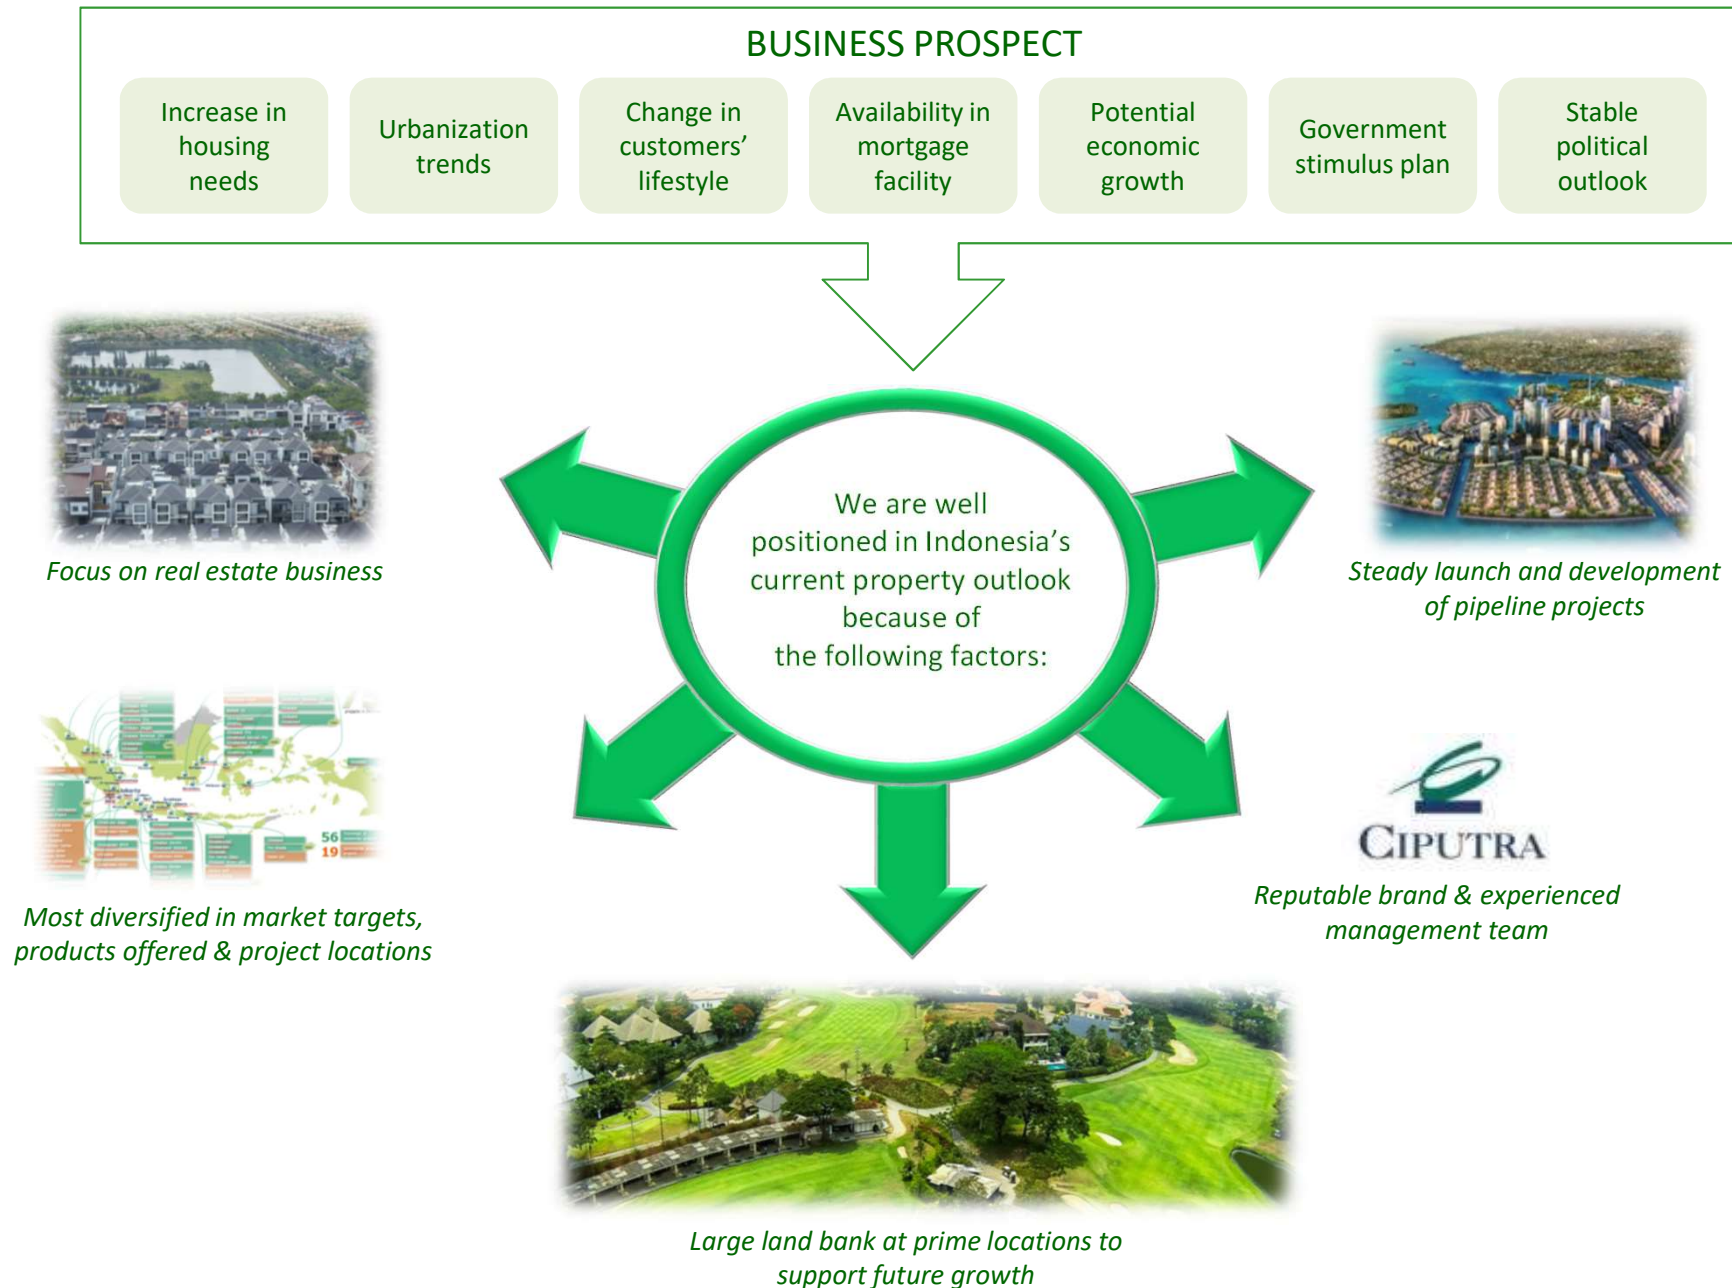 BUSINESS PROSPECT
Increase in
housing
needs
Urbanization
trends
Change in
customers’
lifestyle
Availability in
mortgage
facility
Potential
economic
growth
Government
stimulus plan
Stable
political
outlook
We are well
positioned in Indonesia’s
current property outlook
because of
the following factors:
Focus on real estate business
Steady launch and development
of pipeline projects
56
19
Most diversified in market targets,
products offered & project locations
CIPUTRA
Reputable brand & experienced
management team
Large land bank at prime locations to
support future growth